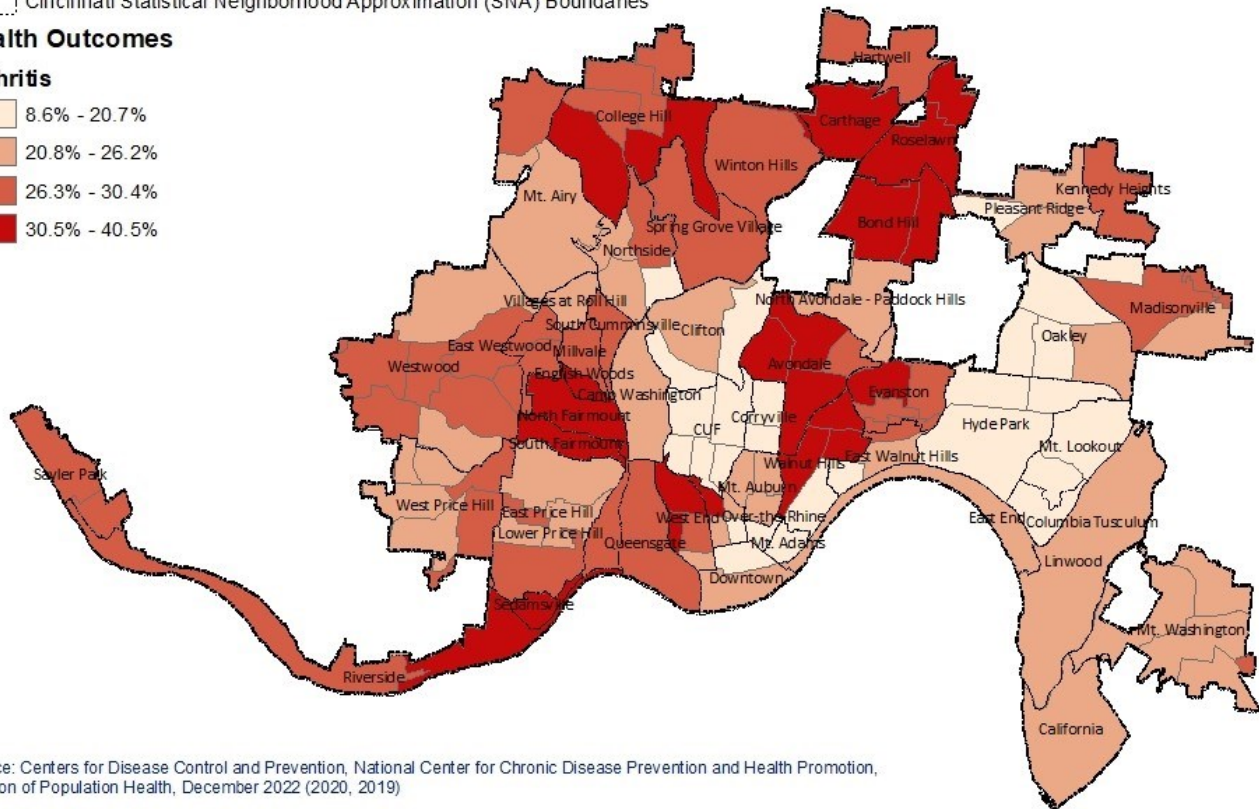 Cincinnati Statistical Neighborhood Approximation (SNA) Boundaries
alth Outcomes
hritis
8.6% - 20.7%
20.8% - 26.2%
26.3% - 30.4%
30.5% - 40.5%
Hartwell
College Hill
Carthage
Roselawn
Winton Hills
Mt. Airy
Kennedy Heights
Pleasant Ridge
Spring Grove Village
Bond Hill
Northside
Villages at Roll Hill
North Avondale - Paddock Hills
Madisonville
South Cumminsville
Clifton
Oakley
East Westwood
Millvale
Westwood
Avondale
English Woods
Camp Washington
Evanston
North Fairmount
Corryville
Hyde Park
CUF
South Fairmount
Mt. Lookout
Walnut Hills
East Walnut Hills
Sayler Park
Mt. Auburn
West Price Hill
East Price Hill
West End
Over-the-Rhine
East End
Columbia Tusculum
Lower Price Hill
Queensgate
Mt. Adams
Linwood
Downtown
Sedamsville
Mt. Washington
Riverside
California
ce: Centers for Disease Control and Prevention, National Center for Chronic Disease Prevention and Health Promotion,
on of Population Health, December 2022 (2020, 2019)